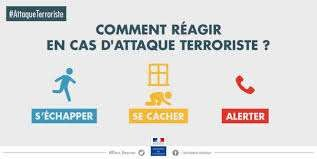 #AttaqueTerroriste
COMMENT RÉAGIR
EN CAS D'ATTAQUE TERRORISTE ?
S'ÉCHAPPER
SE CACHER
ALERTER